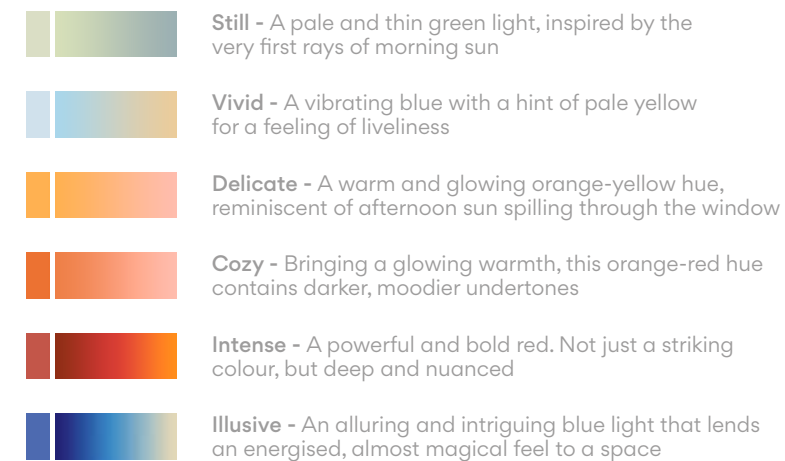 Still - A pale and thin green light, inspired by the
very first rays of morning sun
Vivid - A vibrating blue with a hint of pale yellow
for a feeling of liveliness
Delicate - A warm and glowing orange-yellow hue,
reminiscent of afternoon sun spilling through the window
Cozy - Bringing a glowing warmth, this orange-red hue
contains darker, moodier undertones
Intense - A powerful and bold red. Not just a striking
colour, but deep and nuanced
Illusive - An alluring and intriguing blue light that lends
an energised, almost magical feel to a space